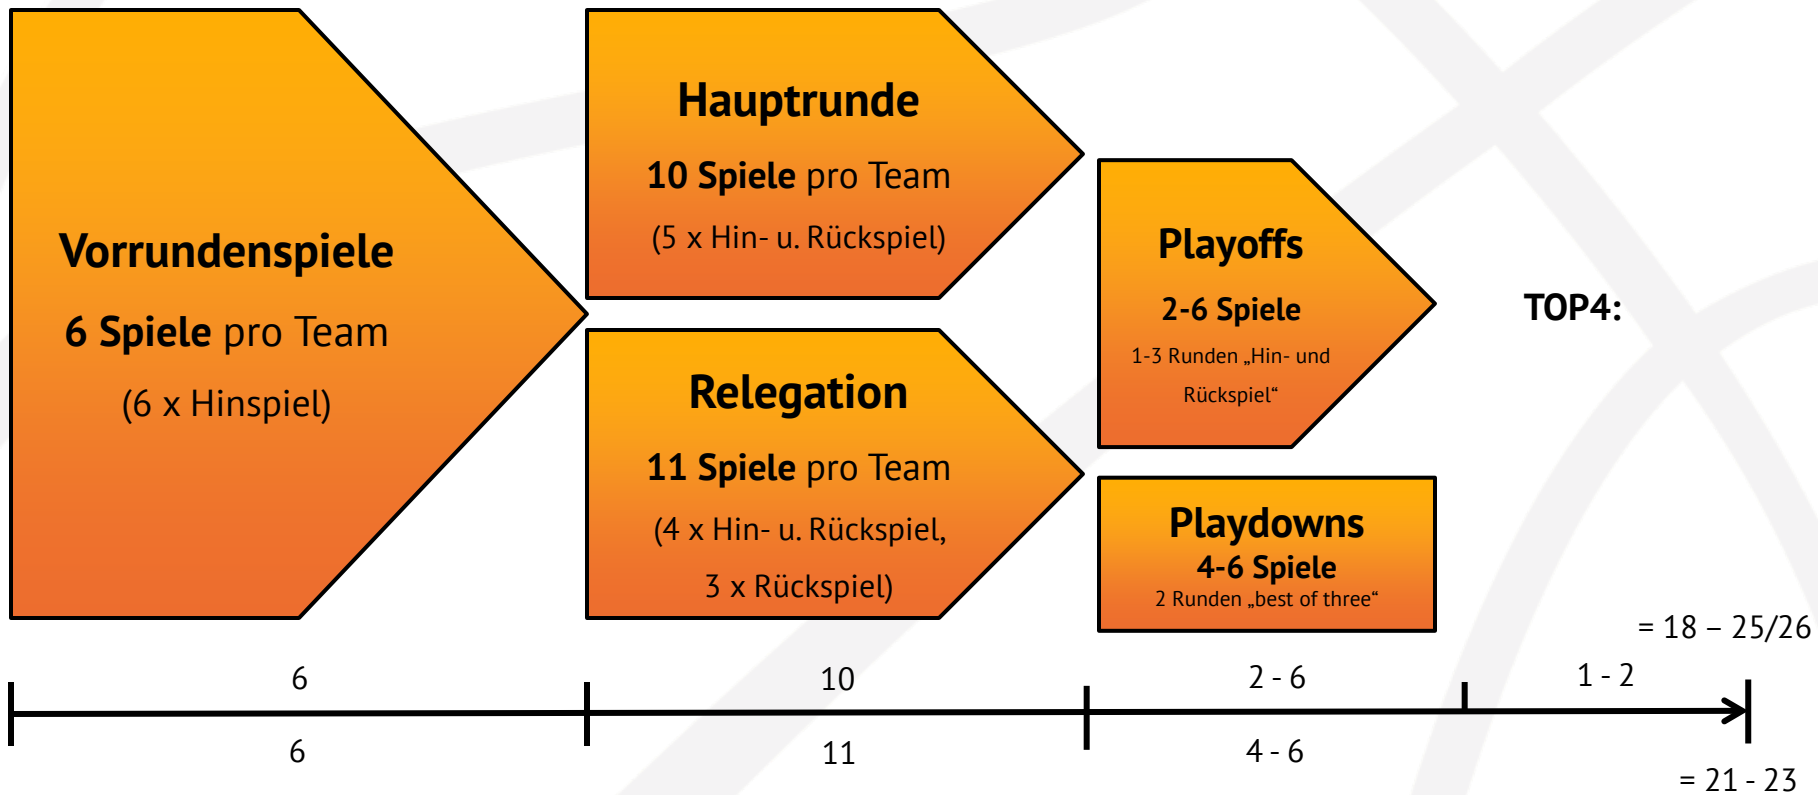 Vorrundenspiele
6 Spiele pro Team
(6 x Hinspiel)
Hauptrunde
10 Spiele pro Team
(5 x Hin- u. Rückspiel)
Relegation
11 Spiele pro Team
(4 x Hin- u. Rückspiel,
3 x Rückspiel)
Playoffs
2-6 Spiele
1-3 Runden „Hin- und
Rückspiel“
Playdowns
4-6 Spiele
2 Runden „best of three“
TOP4:
= 18 – 25/26
6
10
2 - 6
1 - 2
6
11
4 - 6
= 21 - 23